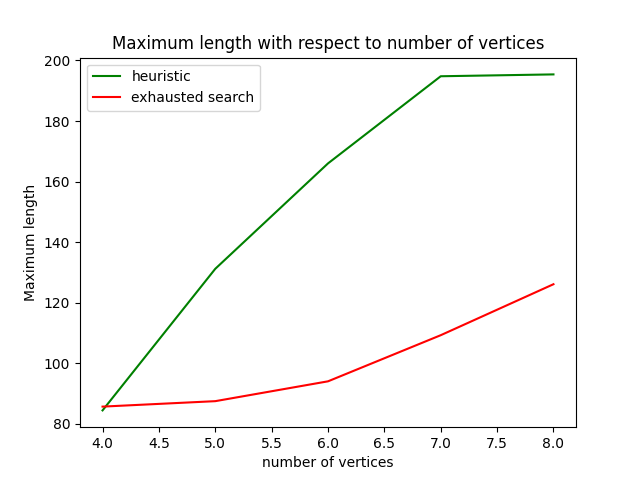 Maximum length with respect to number of vertices
heuristic
exhausted search
Maximum length
200
180
160
140
120
100
80
4.0 4.5 5.0 5.5 6.0 6.5 7.0 7.5 8.0
number of vertices